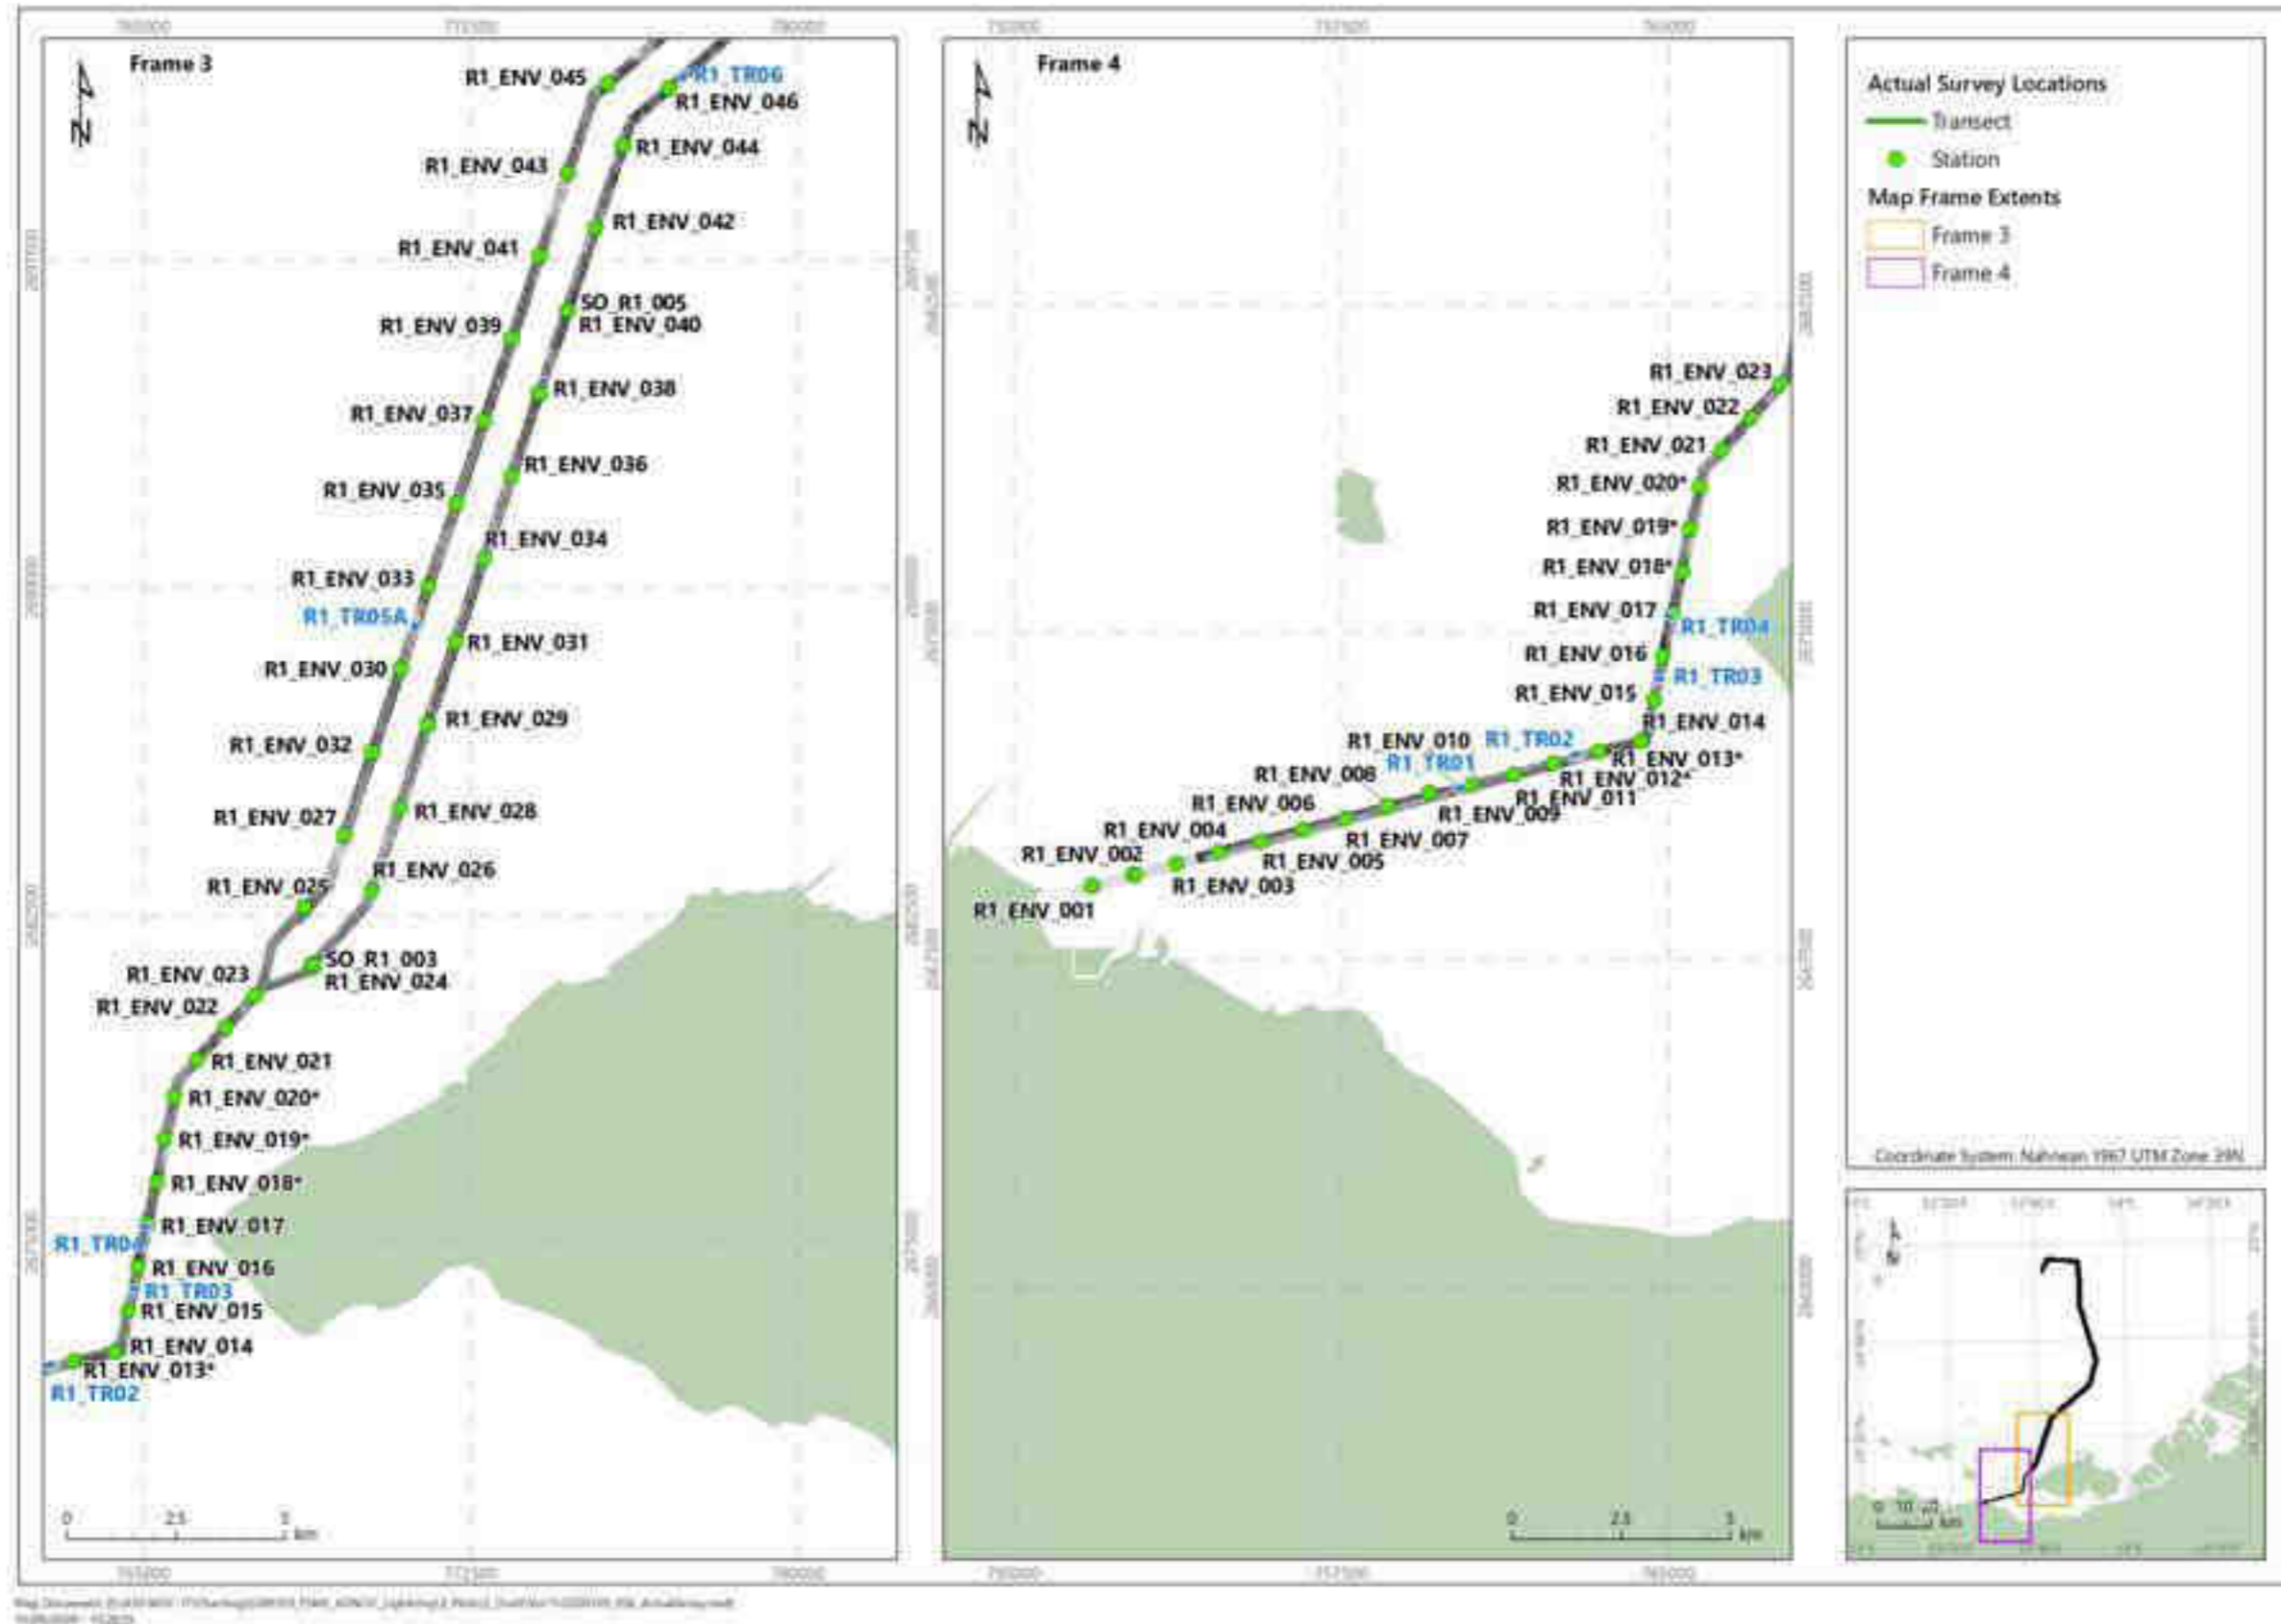 Frame 3
R1_ENV_045
R1_TR06
R1_ENV_046
R1_ENV_044
R1_ENV_043
R1_ENV_042
R1_ENV_041
SO_R1_005
R1_ENV_040
R1_ENV_039
R1_ENV_038
R1_ENV_037
R1_ENV_036
R1_ENV_035
R1_ENV_034
R1_ENV_033
R1_TR05A
R1_ENV_031
R1_ENV_030
R1_ENV_029
R1_ENV_032
R1_ENV_028
R1_ENV_027
R1_ENV_026
R1_ENV_025
SO_R1_003
R1_ENV_024
R1_ENV_023
R1_ENV_022
R1_ENV_021
R1_ENV_020*
R1_ENV_019*
R1_ENV_018*
R1_ENV_017
R1_TR04
R1_ENV_016
R1_TR03
R1_ENV_015
R1_ENV_014
R1_ENV_013*
R1_TR02
0 2.5 5 km
Frame 4
R1_ENV_023
R1_ENV_022
R1_ENV_021
R1_ENV_020*
R1_ENV_019*
R1_ENV_018*
R1_ENV_017
R1_TR04
R1_ENV_016
R1_TR03
R1_ENV_015
R1_ENV_014
R1_ENV_010
R1_TR02
R1_ENV_013*
R1_TR01
R1_ENV_008
R1_ENV_012*
R1_ENV_011
R1_ENV_006
R1_ENV_009
R1_ENV_004
R1_ENV_007
R1_ENV_002
R1_ENV_005
R1_ENV_003
R1_ENV_001
0 2.5 5 km
Actual Survey Locations
Transect
Station
Map Frame Extents
Frame 3
Frame 4
Coordinate System: Nahrwan 1967 UTM Zone 39N
0 10 20 km